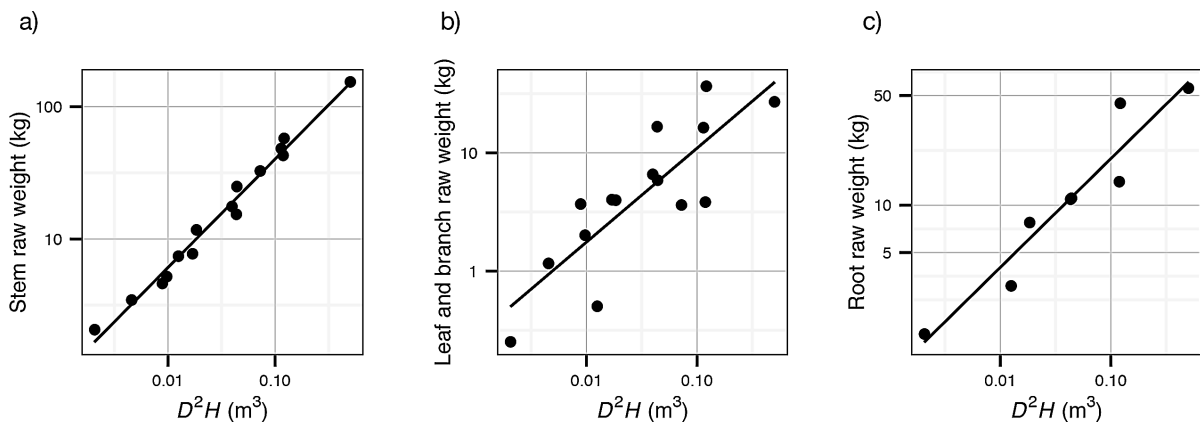 a)
Stem raw weight (kg)
100
10
0.01
0.10
D²H (m³)
b)
Leaf and branch raw weight (kg)
10
1
0.01
0.10
D²H (m³)
c)
Root raw weight (kg)
50
10
5
0.01
0.10
D²H (m³)